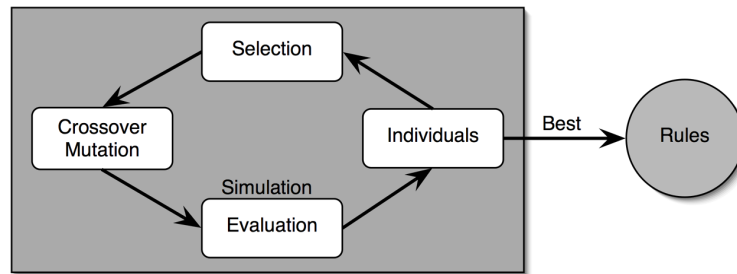 Selection
Crossover
Mutation
Individuals
Best
Rules
Simulation
Evaluation